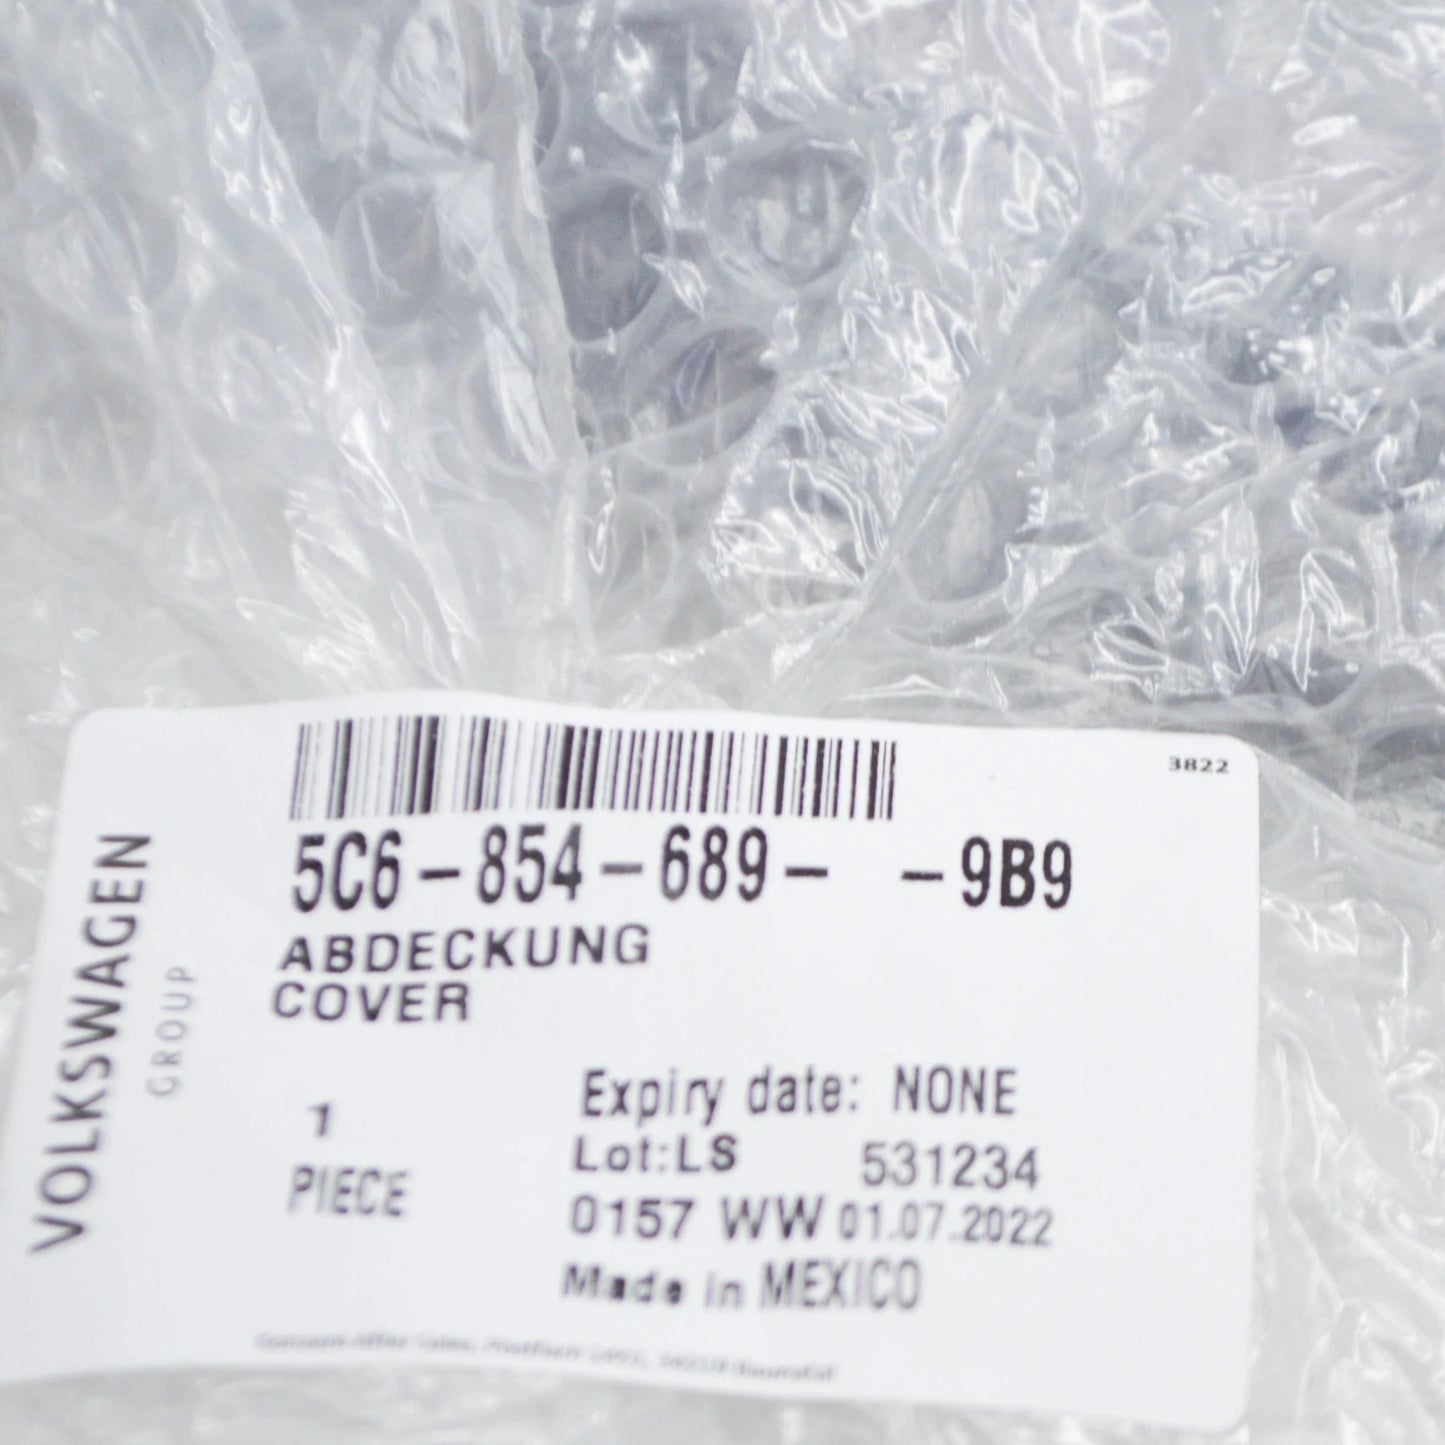 3822
5C6-854-689-  -9B9
ABDECKUNG
COVER
VOLKSWAGEN
GROUP
1
PIECE
Expiry date: NONE
Lot:LS 531234
0157 WW 01.07.2022
Made in MEXICO